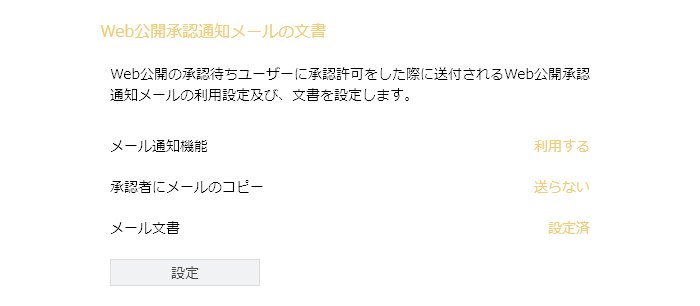 Web公開承認通知メールの文書
Web公開の承認待ちユーザーに承認許可をした際に送付されるWeb公開承認
通知メールの利用設定及び、文書を設定します。
メール通知機能 利用する
承認者にメールのコピー 送らない
メール文書 設定済
設定